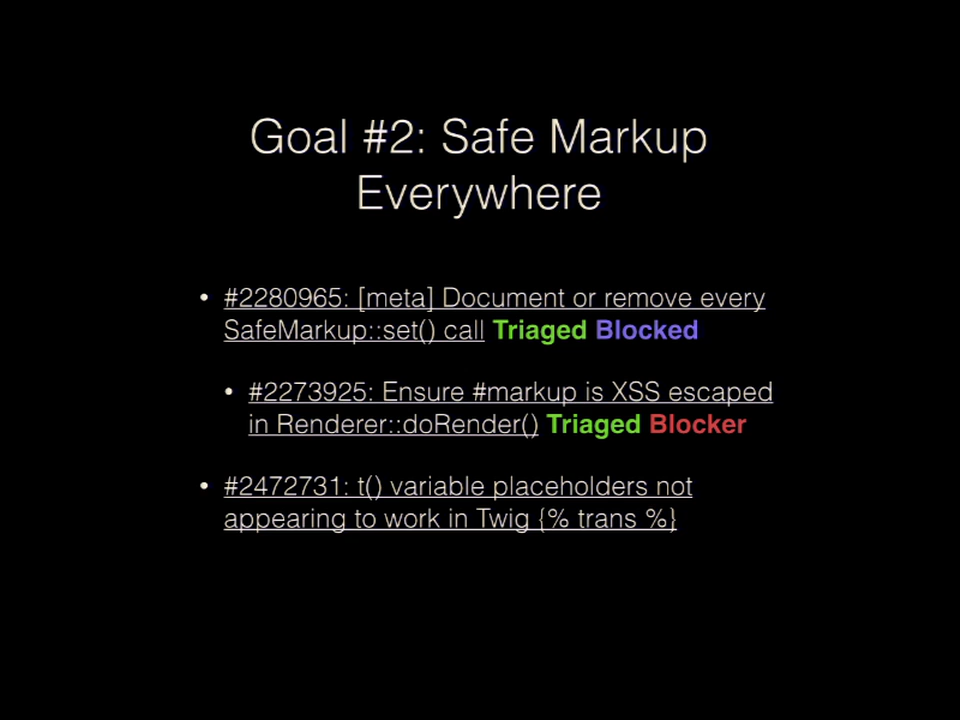 Goal #2: Safe Markup
Everywhere
• #2280965: [meta] Document or remove every
SafeMarkup::set() call Triaged Blocked
• #2273925: Ensure #markup is XSS escaped
in Renderer::doRender() Triaged Blocker
• #2472731: t() variable placeholders not
appearing to work in Twig {% trans %}